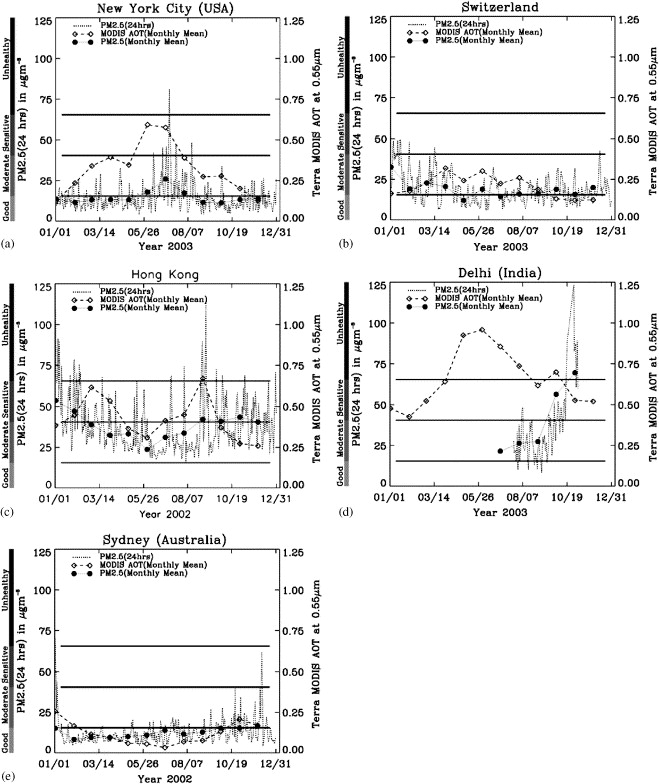 New York City (USA)
PM2.5(24hrs)
MODIS AOT(Monthly Mean)
PM2.5(Monthly Mean)
Good Moderate Sensitive Unhealthy
PM2.5(24 hrs) in μgm⁻³
125
100
75
50
25
0
1.25
1.00
0.75
0.50
0.25
0.00
Terra MODIS AOT at 0.55μm
01/01 03/14 05/26 08/07 10/19 12/31
Year 2003
(a)
Switzerland
PM2.5(24hrs)
MODIS AOT(Monthly Mean)
PM2.5(Monthly Mean)
Good Moderate Sensitive Unhealthy
PM2.5(24 hrs) in μgm⁻³
125
100
75
50
25
0
1.25
1.00
0.75
0.50
0.25
0.00
Terra MODIS AOT at 0.55μm
01/01 03/14 05/26 08/07 10/19 12/31
Year 2003
(b)
Hong Kong
PM2.5(24hrs)
MODIS AOT(Monthly Mean)
PM2.5(Monthly Mean)
Good Moderate Sensitive Unhealthy
PM2.5(24 hrs) in μgm⁻³
125
100
75
50
25
0
1.25
1.00
0.75
0.50
0.25
0.00
Terra MODIS AOT at 0.55μm
01/01 03/14 05/26 08/07 10/19 12/31
Year 2002
(c)
Delhi (India)
PM2.5(24hrs)
MODIS AOT(Monthly Mean)
PM2.5(Monthly Mean)
Good Moderate Sensitive Unhealthy
PM2.5(24 hrs) in μgm⁻³
125
100
75
50
25
0
1.25
1.00
0.75
0.50
0.25
0.00
Terra MODIS AOT at 0.55μm
01/01 03/14 05/26 08/07 10/19 12/31
Year 2003
(d)
Sydney (Australia)
PM2.5(24hrs)
MODIS AOT(Monthly Mean)
PM2.5(Monthly Mean)
Good Moderate Sensitive Unhealthy
PM2.5(24 hrs) in μgm⁻³
125
100
75
50
25
0
1.25
1.00
0.75
0.50
0.25
0.00
Terra MODIS AOT at 0.55μm
01/01 03/14 05/26 08/07 10/19 12/31
Year 2002
(e)